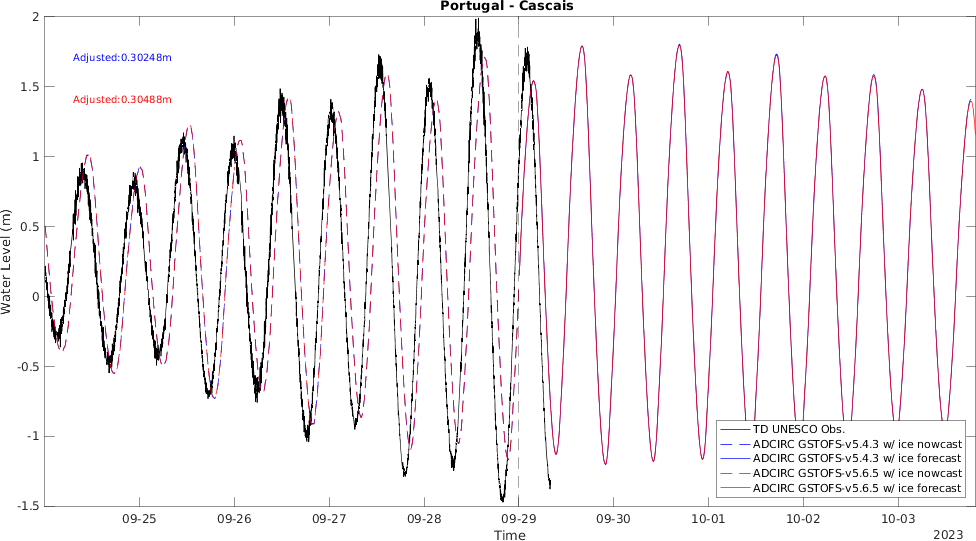 Portugal - Cascais
Adjusted:0.30248m
Adjusted:0.30488m
Water Level (m)
2
1.5
1
0.5
0
-0.5
-1
-1.5
TD UNESCO Obs.
ADCIRC GSTOFS-v5.4.3 w/ ice nowcast
ADCIRC GSTOFS-v5.4.3 w/ ice forecast
ADCIRC GSTOFS-v5.6.5 w/ ice nowcast
ADCIRC GSTOFS-v5.6.5 w/ ice forecast
09-25 09-26 09-27 09-28 09-29 09-30 10-01 10-02 10-03
Time
2023